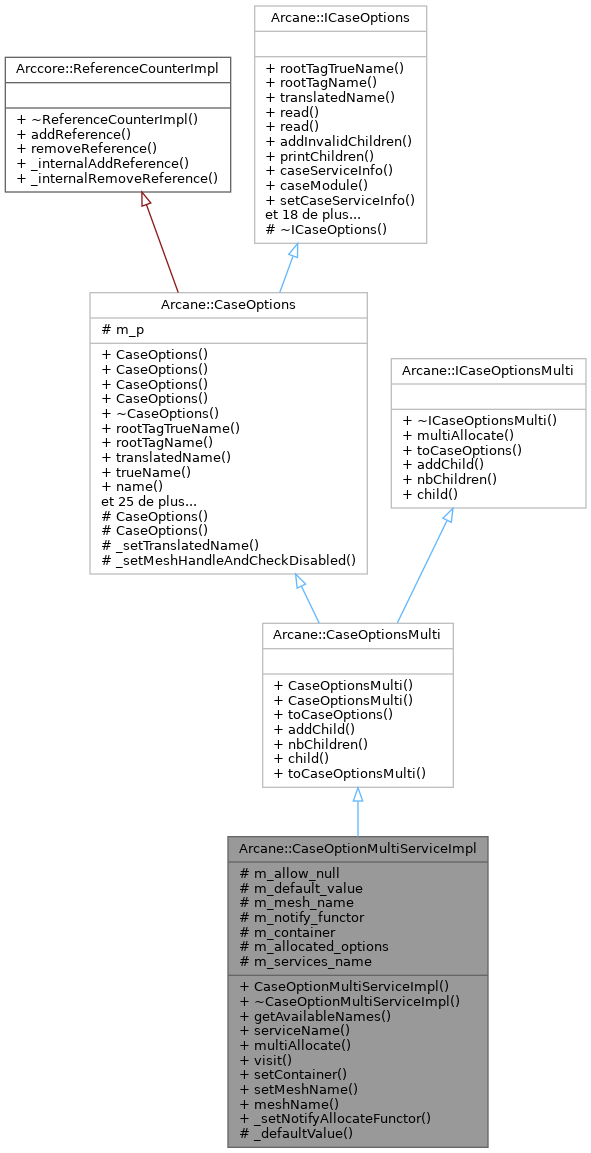 Arcane::ICaseOptions
+ rootTagTrueName()
+ rootTagName()
+ translatedName()
+ read()
+ read()
+ addInvalidChildren()
+ printChildren()
+ caseServiceInfo()
+ caseModule()
+ setCaseServiceInfo()
et 18 de plus...
# ~ICaseOptions()
Arccore::ReferenceCounterImpl
+ ~ReferenceCounterImpl()
+ addReference()
+ removeReference()
+ _internalAddReference()
+ _internalRemoveReference()
Arcane::CaseOptions
# m_p
+ CaseOptions()
+ CaseOptions()
+ CaseOptions()
+ CaseOptions()
+ ~CaseOptions()
+ rootTagTrueName()
+ rootTagName()
+ translatedName()
+ trueName()
+ name()
et 25 de plus...
# CaseOptions()
# CaseOptions()
# _setTranslatedName()
# _setMeshHandleAndCheckDisabled()
Arcane::ICaseOptionsMulti
+ ~ICaseOptionsMulti()
+ multiAllocate()
+ toCaseOptions()
+ addChild()
+ nbChildren()
+ child()
Arcane::CaseOptionsMulti
+ CaseOptionsMulti()
+ CaseOptionsMulti()
+ toCaseOptions()
+ addChild()
+ nbChildren()
+ child()
+ toCaseOptionsMulti()
Arcane::CaseOptionMultiServiceImpl
# m_allow_null
# m_default_value
# m_mesh_name
# m_notify_functor
# m_container
# m_allocated_options
# m_services_name
+ CaseOptionMultiServiceImpl()
+ ~CaseOptionMultiServiceImpl()
+ getAvailableNames()
+ serviceName()
+ multiAllocate()
+ visit()
+ setContainer()
+ setMeshName()
+ meshName()
+ _setNotifyAllocateFunctor()
# _defaultValue()